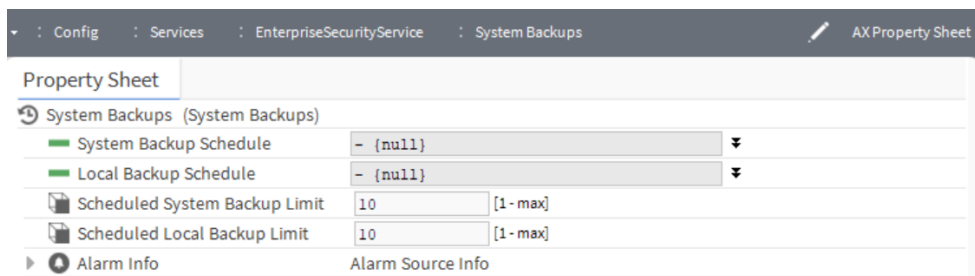 : Config : Services : EnterpriseSecurityService : System Backups AX Property Sheet
Property Sheet
System Backups (System Backups)
System Backup Schedule - {null}
Local Backup Schedule - {null}
Scheduled System Backup Limit 10 [1 - max]
Scheduled Local Backup Limit 10 [1 - max]
Alarm Info Alarm Source Info